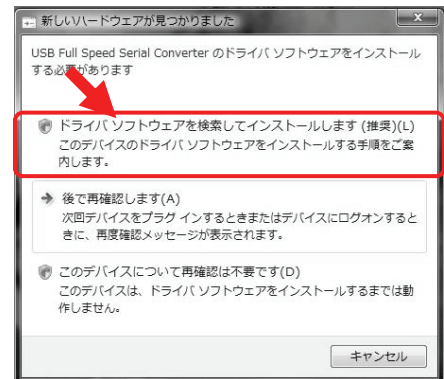 新しいハードウェアが見つかりました
USB Full Speed Serial Converter のドライバ ソフトウェアをインストール
する必要があります
ドライバ ソフトウェアを検索してインストールします (推奨)(L)
このデバイスのドライバ ソフトウェアをインストールする手順をご案
内します。
後で再確認します(A)
次回デバイスをプラグ インするときまたはデバイスにログオンすると
きに、再度確認メッセージが表示されます。
このデバイスについて再確認は不要です(D)
このデバイスは、ドライバ ソフトウェアをインストールするまでは動
作しません。
キャンセル